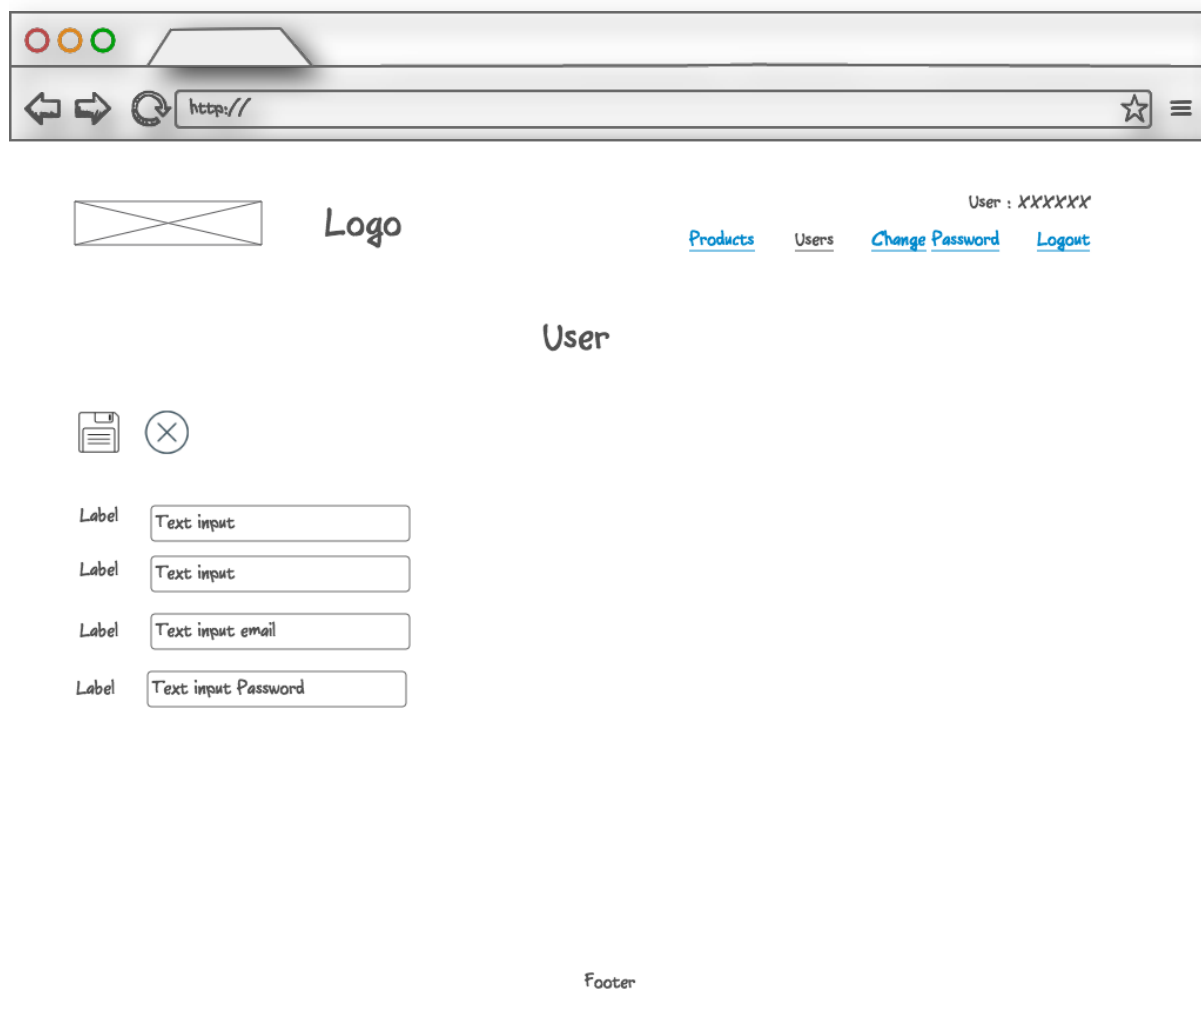 http://
Logo
User : XXXXXX
Products Users Change Password Logout
User
Label Text input
Label Text input
Label Text input email
Label Text input Password
Footer